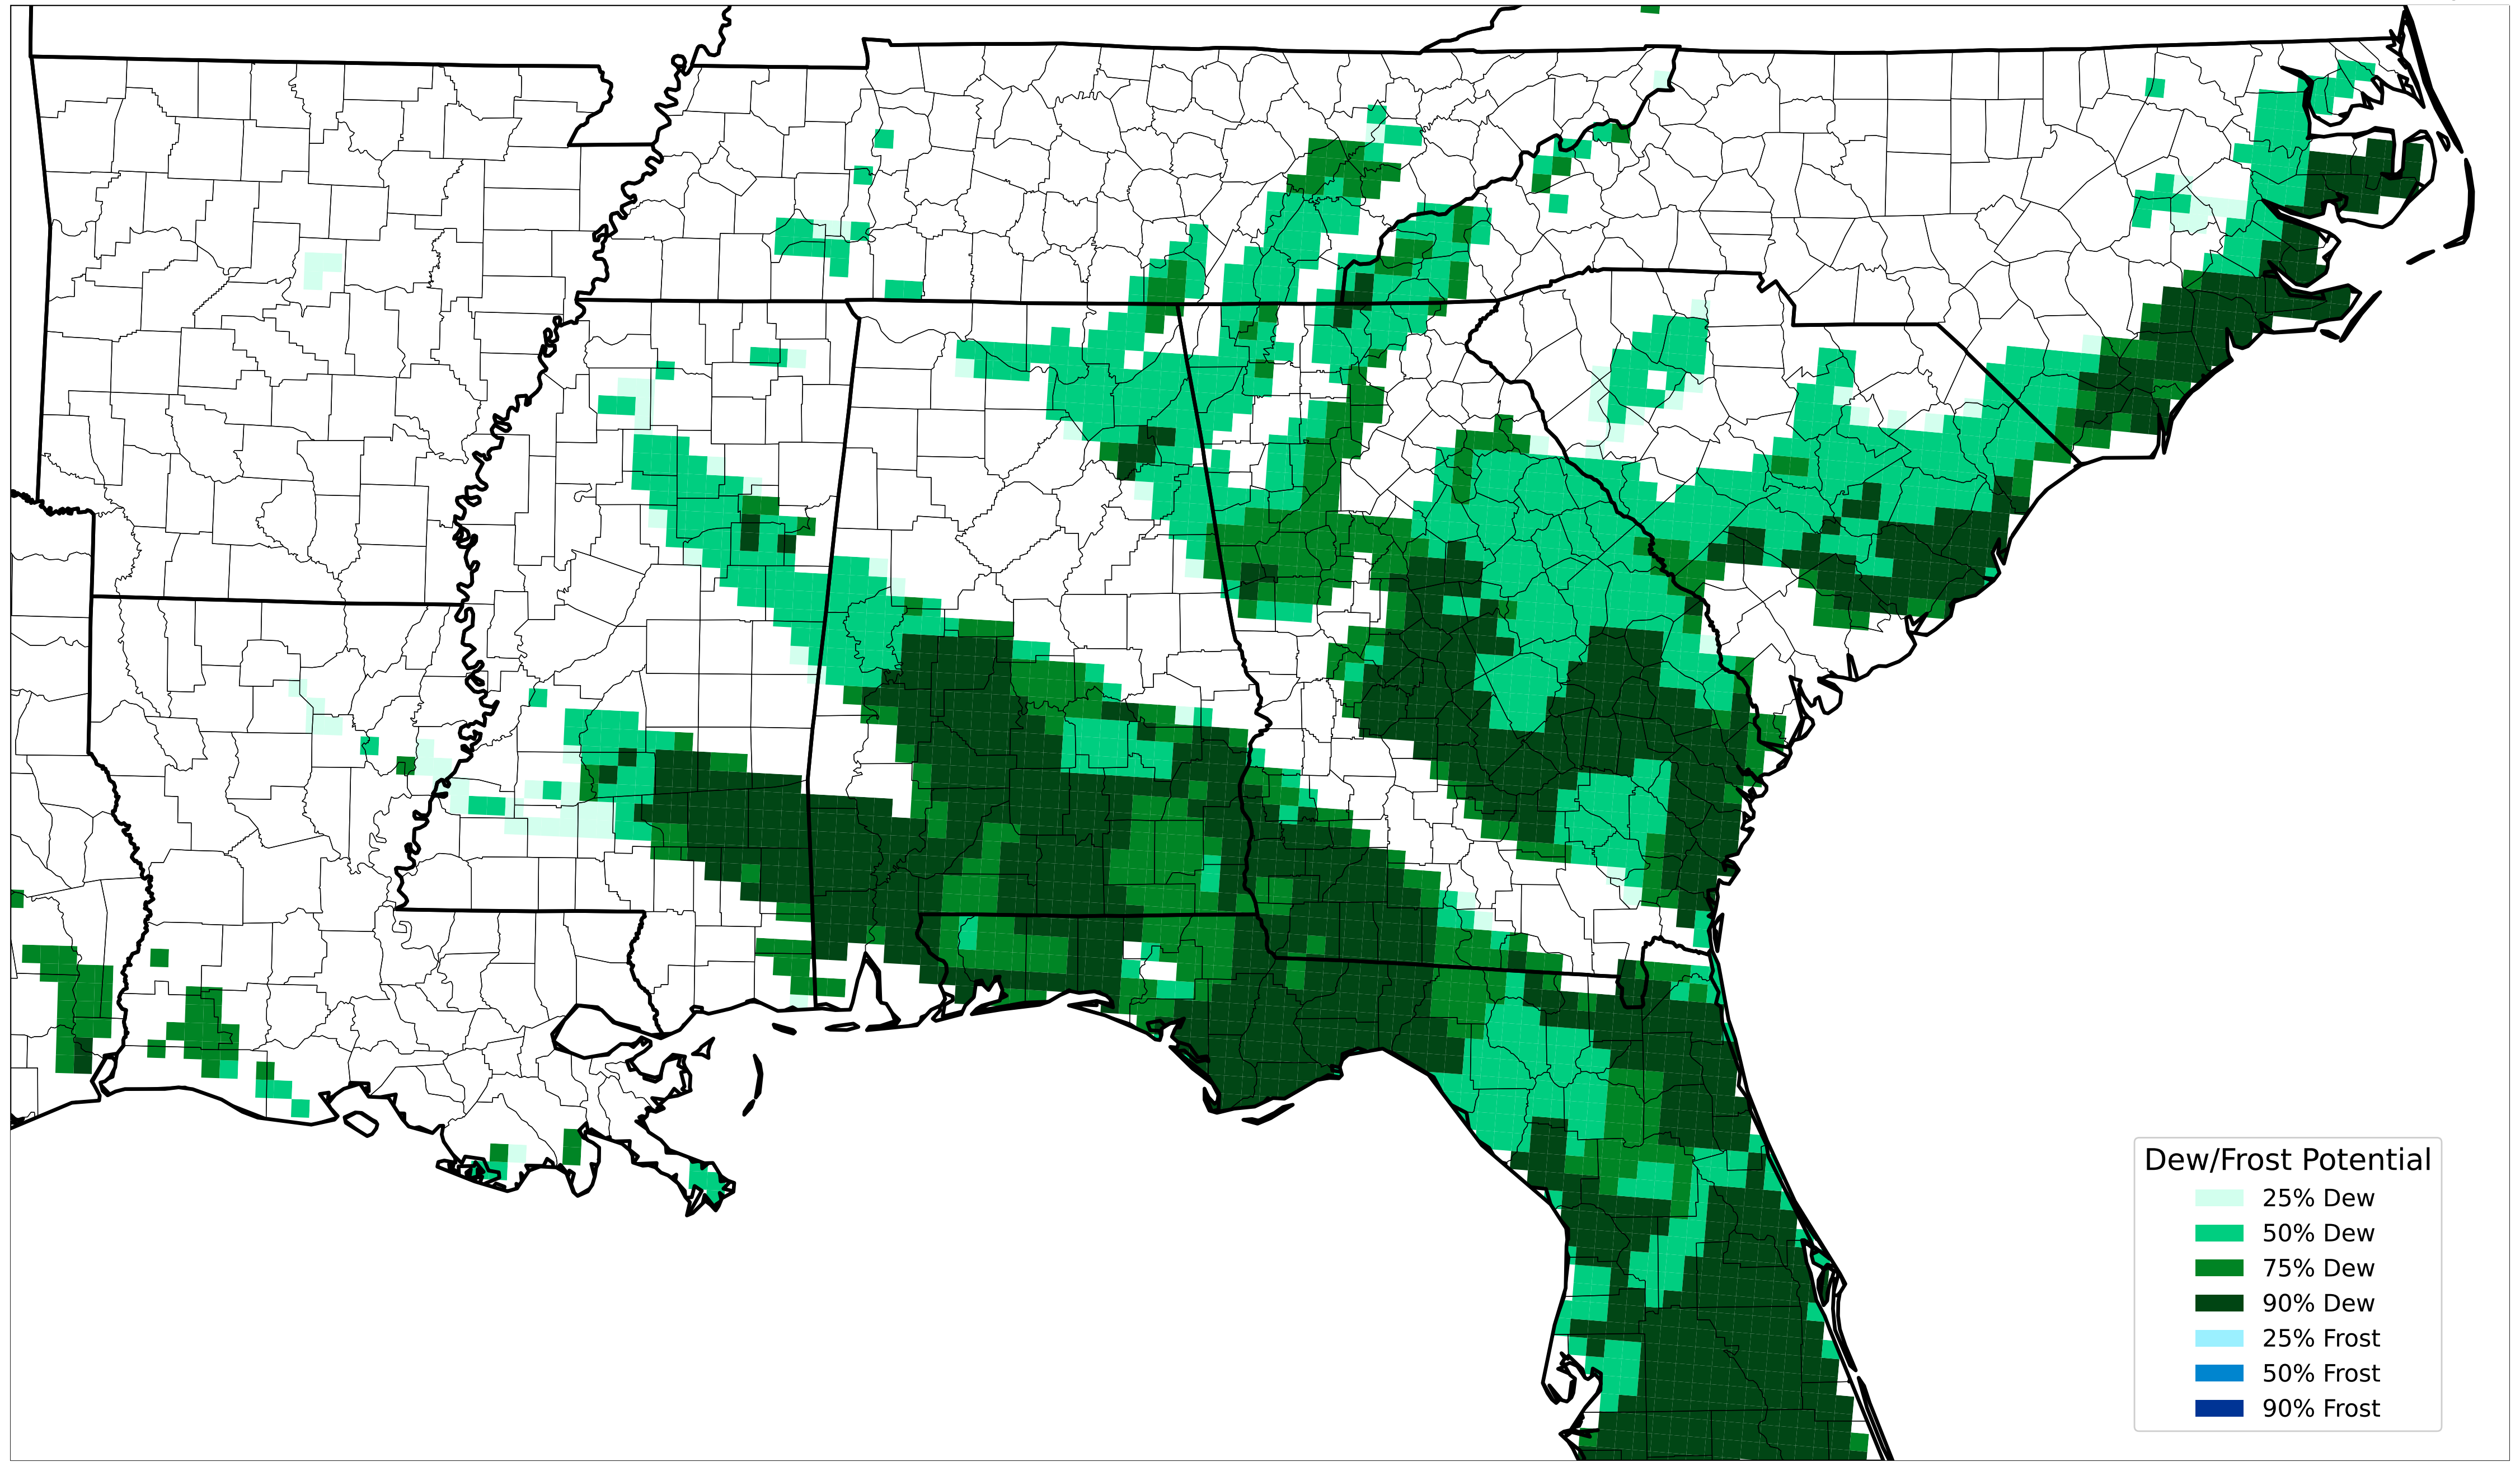 Dew/Frost Potential
25% Dew
50% Dew
75% Dew
90% Dew
25% Frost
50% Frost
90% Frost